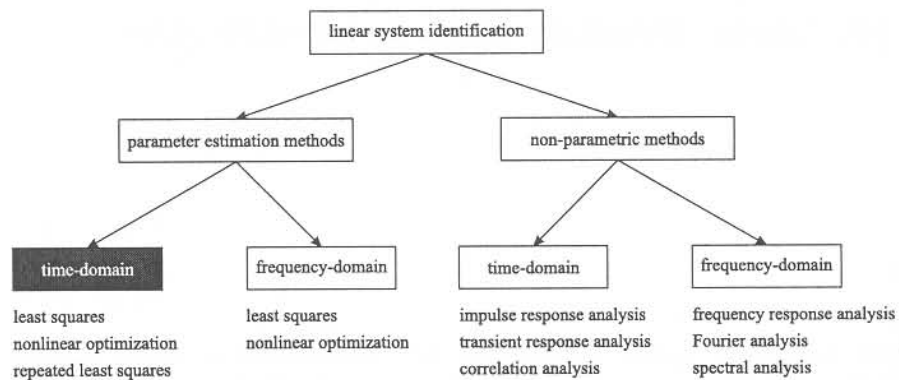 linear system identification
parameter estimation methods
non-parametric methods
time-domain
frequency-domain
time-domain
frequency-domain
least squares
nonlinear optimization
repeated least squares
least squares
nonlinear optimization
impulse response analysis
transient response analysis
correlation analysis
frequency response analysis
Fourier analysis
spectral analysis